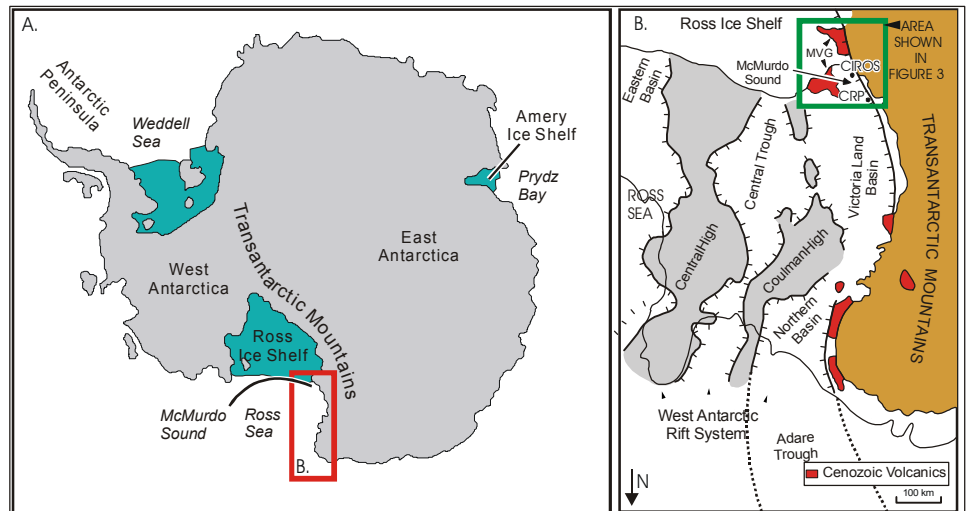 A.
Antarctic
Peninsula
Weddell
Sea
Amery
Ice Shelf
Prydz
Bay
Transantarctic Mountains
East
Antarctica
West
Antarctica
Ross
Ice Shelf
McMurdo
Sound
Ross
Sea
B.
B.
Ross Ice Shelf
AREA
SHOWN
IN
FIGURE 3
MVG
McMurdo
Sound
CIROS
CRP
Eastern
Basin
Central Trough
Victoria Land
Basin
TRANSANTARCTIC MOUNTAINS
ROSS
SEA
CentralHigh
CoulmanHigh
Northern
Basin
West Antarctic
Rift System
Adare
Trough
Cenozoic Volcanics
N
100 km